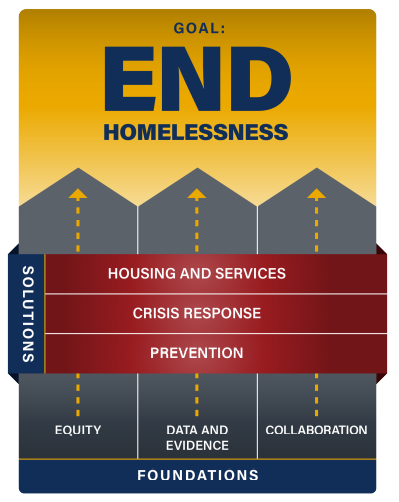 GOAL:
END
HOMELESSNESS
SOLUTIONS
HOUSING AND SERVICES
CRISIS RESPONSE
PREVENTION
EQUITY
DATA AND
EVIDENCE
COLLABORATION
FOUNDATIONS